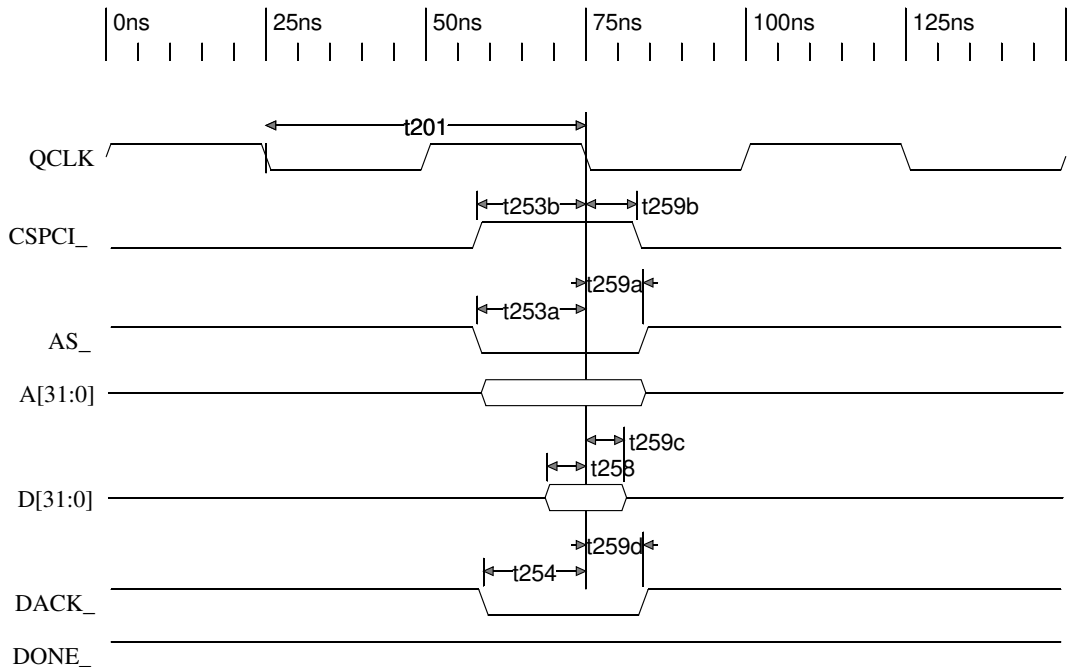 0ns 25ns 50ns 75ns 100ns 125ns
t201
QCLK
t253b t259b
CSPCI_
t259a
t253a
AS_
A[31:0]
t259c
t258
D[31:0]
t259d
t254
DACK_
DONE_